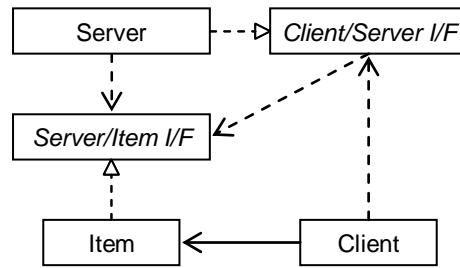 Server
Client/Server I/F
Server/Item I/F
Item
Client